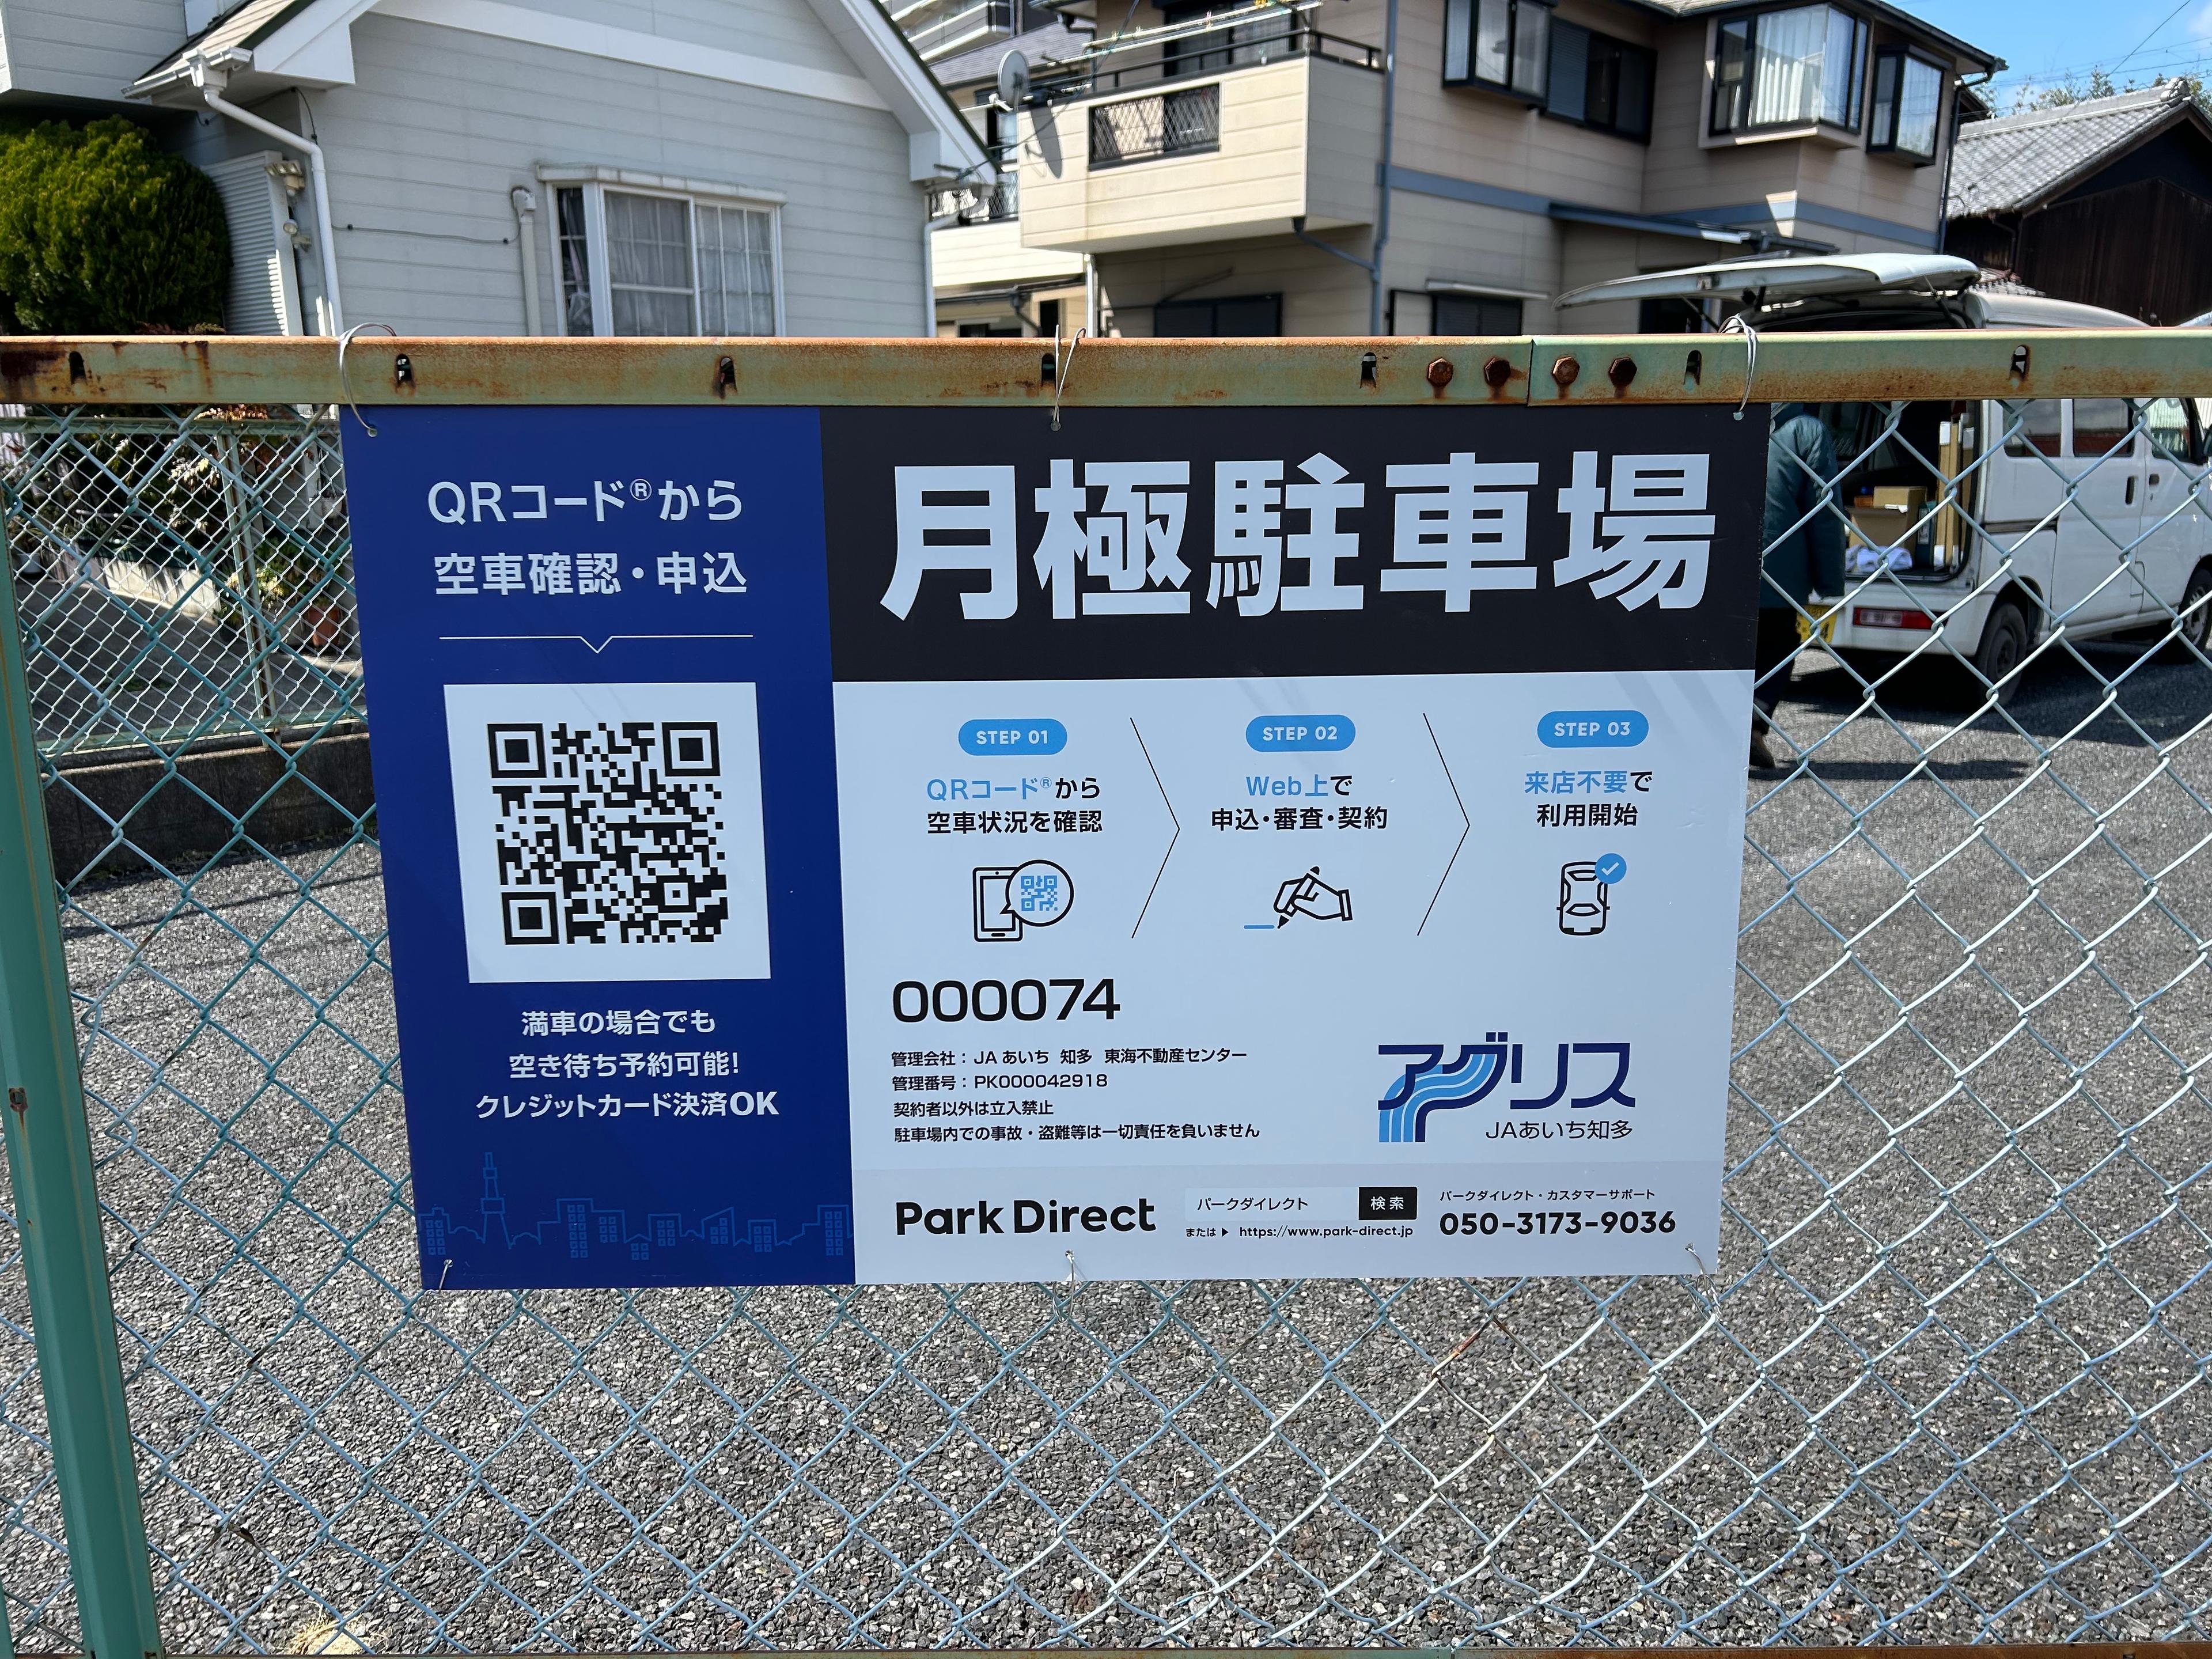 QRコード®から
空車確認・申込
満車の場合でも
空き待ち予約可能!
クレジットカード決済OK
月極駐車場
STEP 01
QRコード®から
空車状況を確認
STEP 02
Web上で
申込・審査・契約
STEP 03
来店不要で
利用開始
000074
管理会社：JA あいち 知多 東海不動産センター
管理番号：PK000042918
契約者以外は立入禁止
駐車場内での事故・盗難等は一切責任を負いません
アグリス
JAあいち知多
Park Direct
パークダイレクト 検索
または▶ https://www.park-direct.jp
パークダイレクト・カスタマーサポート
050-3173-9036